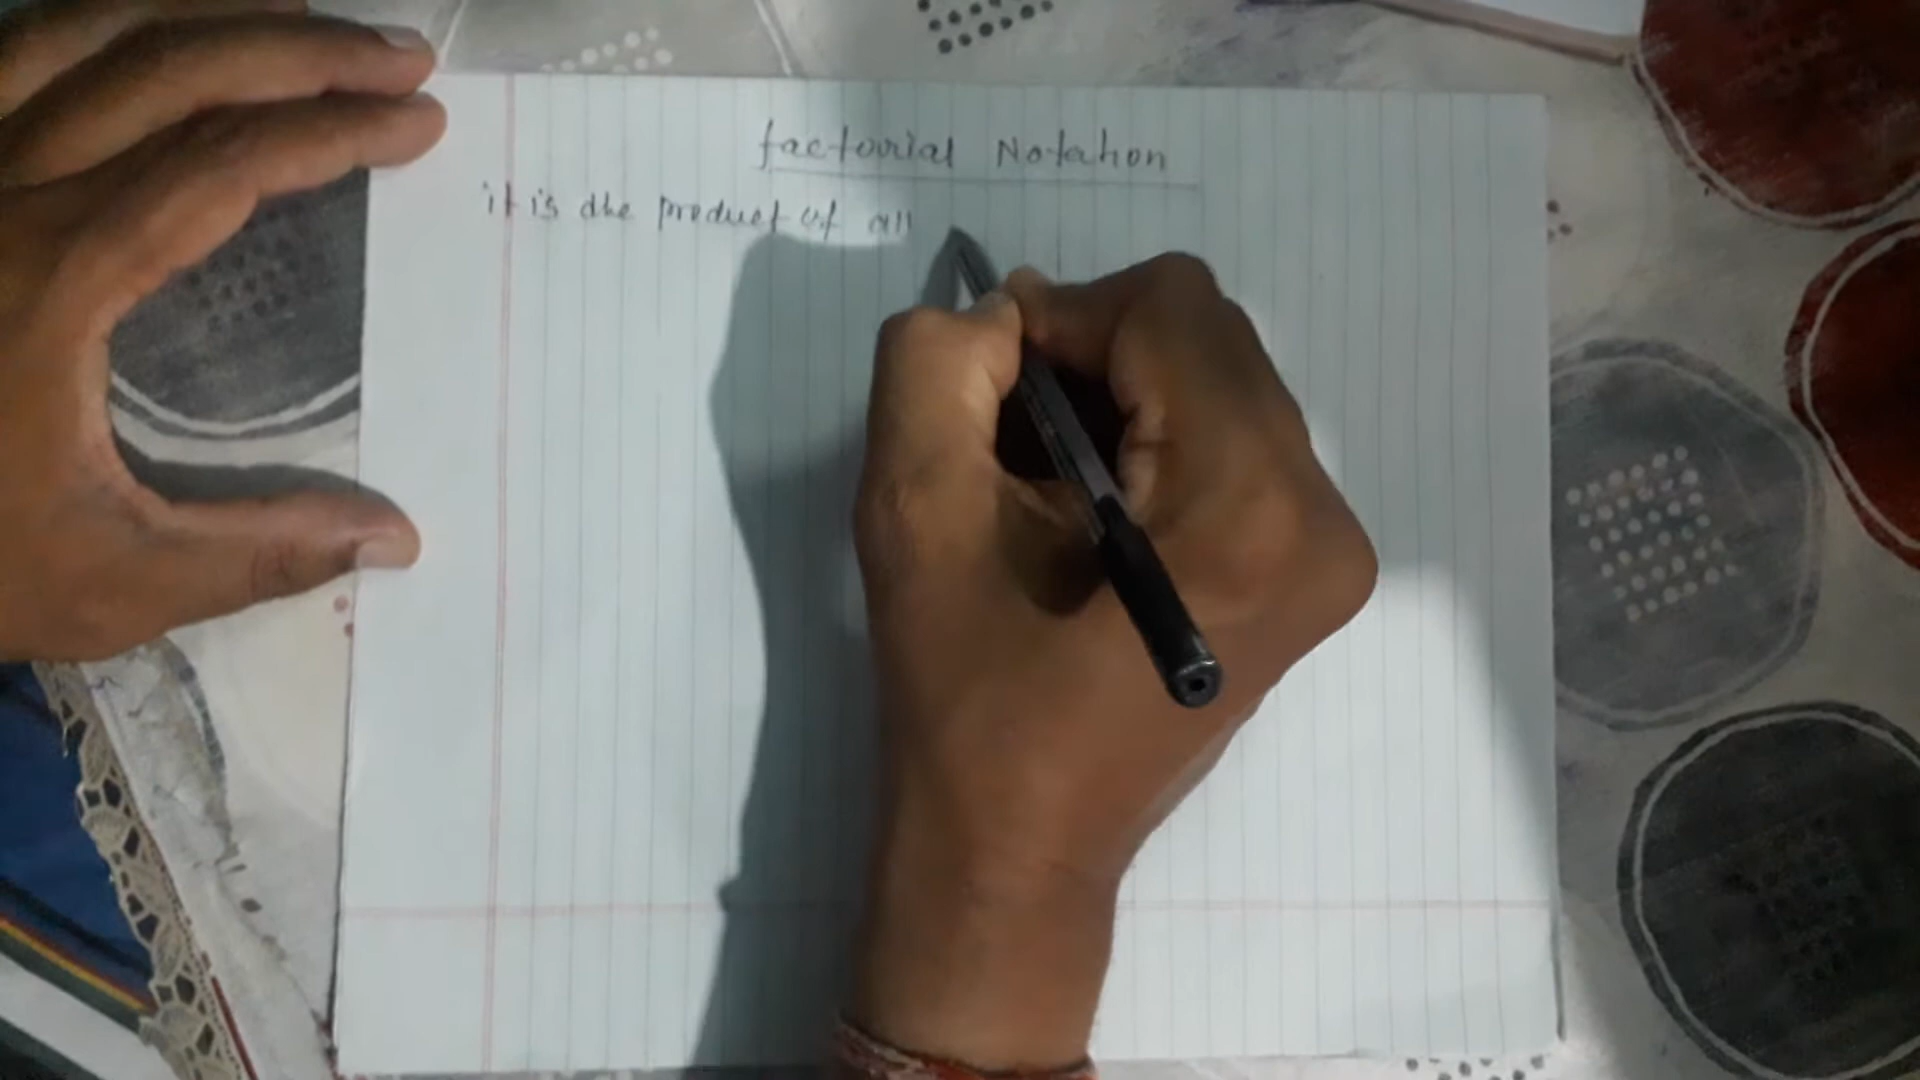 factorial Notation
it is the product of all